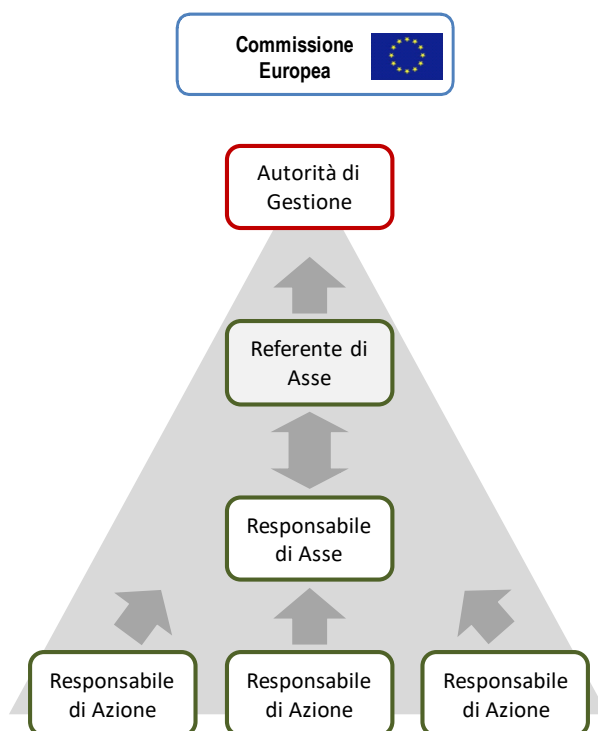 Commissione
Europea
Autorità di
Gestione
Referente di
Asse
Responsabile
di Asse
Responsabile
di Azione
Responsabile
di Azione
Responsabile
di Azione